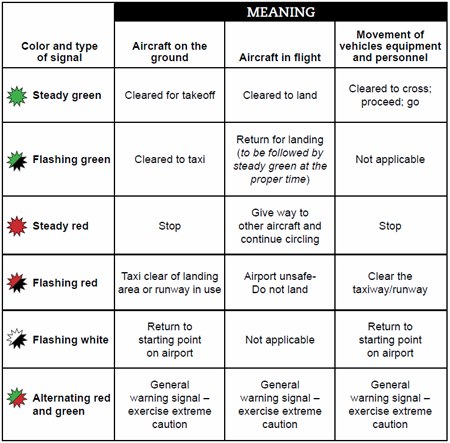 MEANING
Color and type
of signal
Aircraft on the
ground
Aircraft in flight
Movement of
vehicles equipment
and personnel
Steady green
Cleared for takeoff
Cleared to land
Cleared to cross;
proceed; go
Flashing green
Cleared to taxi
Return for landing
(to be followed by
steady green at the
proper time)
Not applicable
Steady red
Stop
Give way to
other aircraft and
continue circling
Stop
Flashing red
Taxi clear of landing
area or runway in use
Airport unsafe-
Do not land
Clear the
taxiway/runway
Flashing white
Return to
starting point
on airport
Not applicable
Return to
starting point
on airport
Alternating red
and green
General
warning signal –
exercise extreme
caution
General
warning signal –
exercise extreme
caution
General
warning signal –
exercise extreme
caution